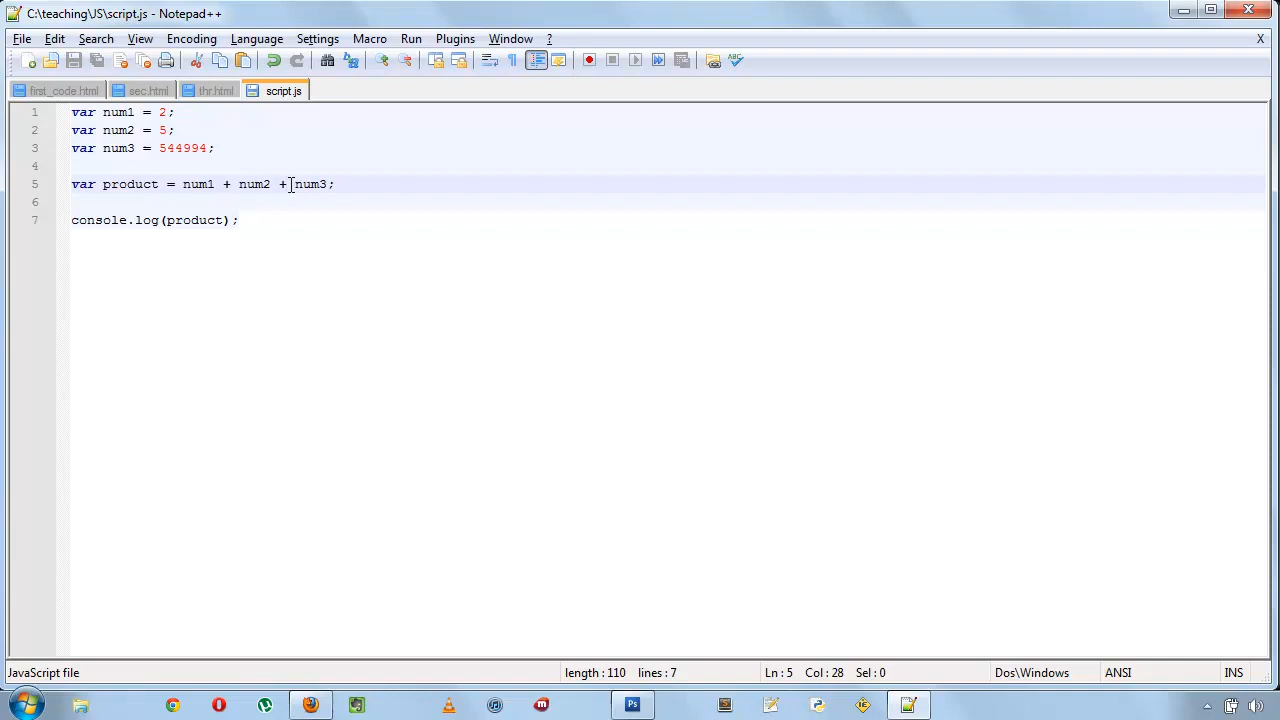 C:\teaching\JS\script.js - Notepad++
File Edit Search View Encoding Language Settings Macro Run Plugins Window ? X
first_code.html sec.html thr.html script.js
1 var num1 = 2;
2 var num2 = 5;
3 var num3 = 544994;
4
5 var product = num1 + num2 + num3;
6
7 console.log(product);
JavaScript file length : 110 lines : 7 Ln : 5 Col : 28 Sel : 0 Dos\Windows ANSI INS
Ps